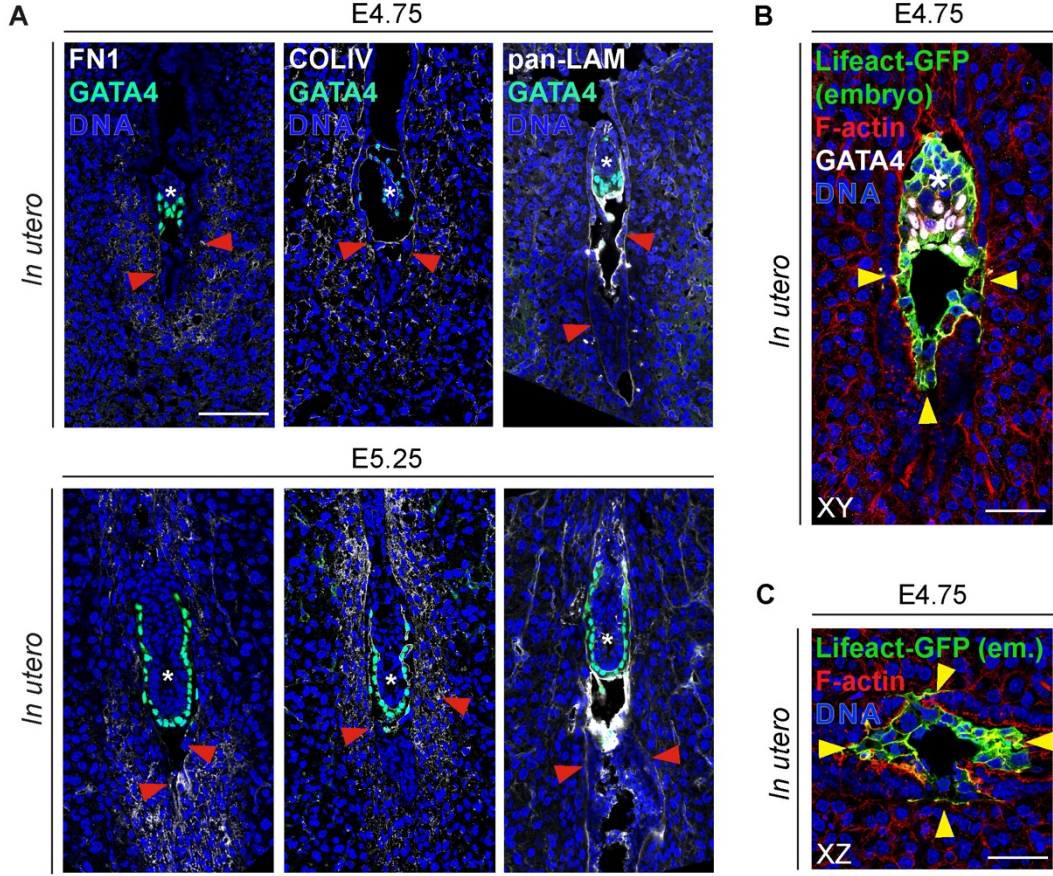 A
E4.75
In utero
FN1
GATA4
DNA
COLIV
GATA4
DNA
pan-LAM
GATA4
DNA
E5.25
In utero
B
E4.75
In utero
Lifeact-GFP
(embryo)
F-actin
GATA4
DNA
XY
C
E4.75
In utero
Lifeact-GFP (em.)
F-actin
DNA
XZ